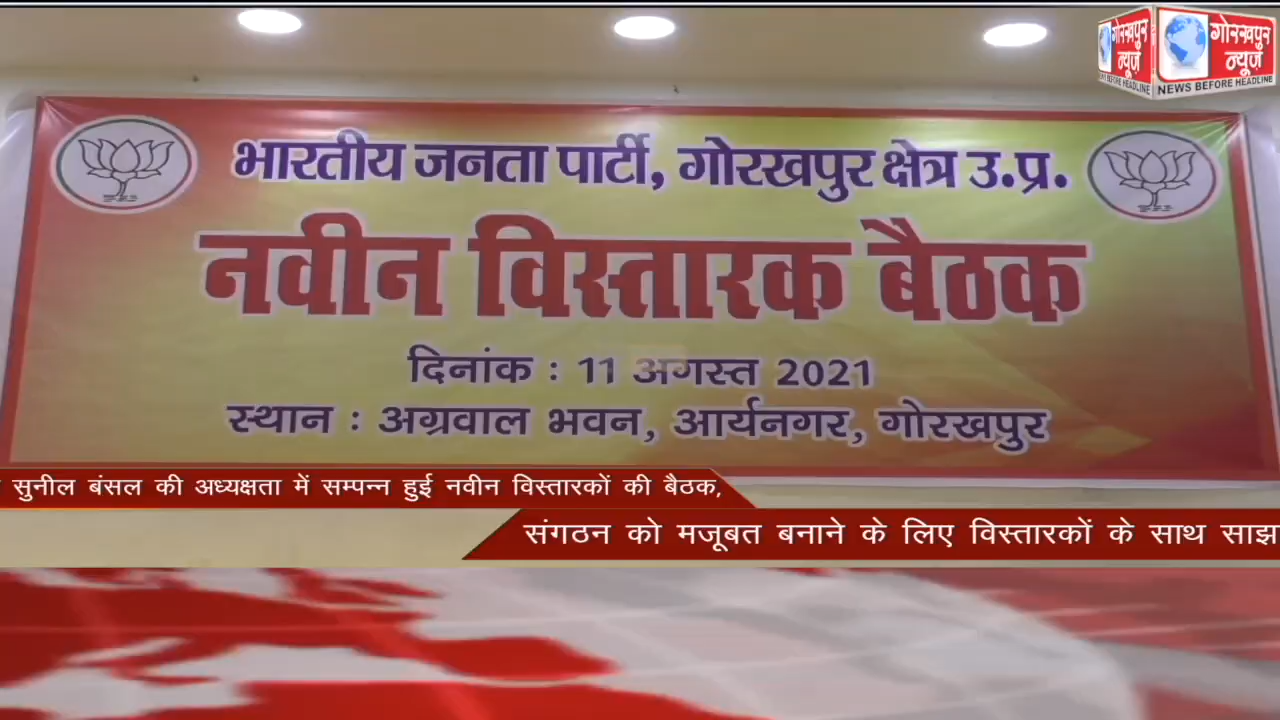 गोरखपुर न्यूज़
NEWS BEFORE HEADLINE
भारतीय जनता पार्टी, गोरखपुर क्षेत्र उ.प्र.
नवीन विस्तारक बैठक
दिनांक : 11 अगस्त 2021
स्थान : अग्रवाल भवन, आर्यनगर, गोरखपुर
सुनील बंसल की अध्यक्षता में सम्पन्न हुई नवीन विस्तारकों की बैठक,
संगठन को मजूबत बनाने के लिए विस्तारकों के साथ साझ